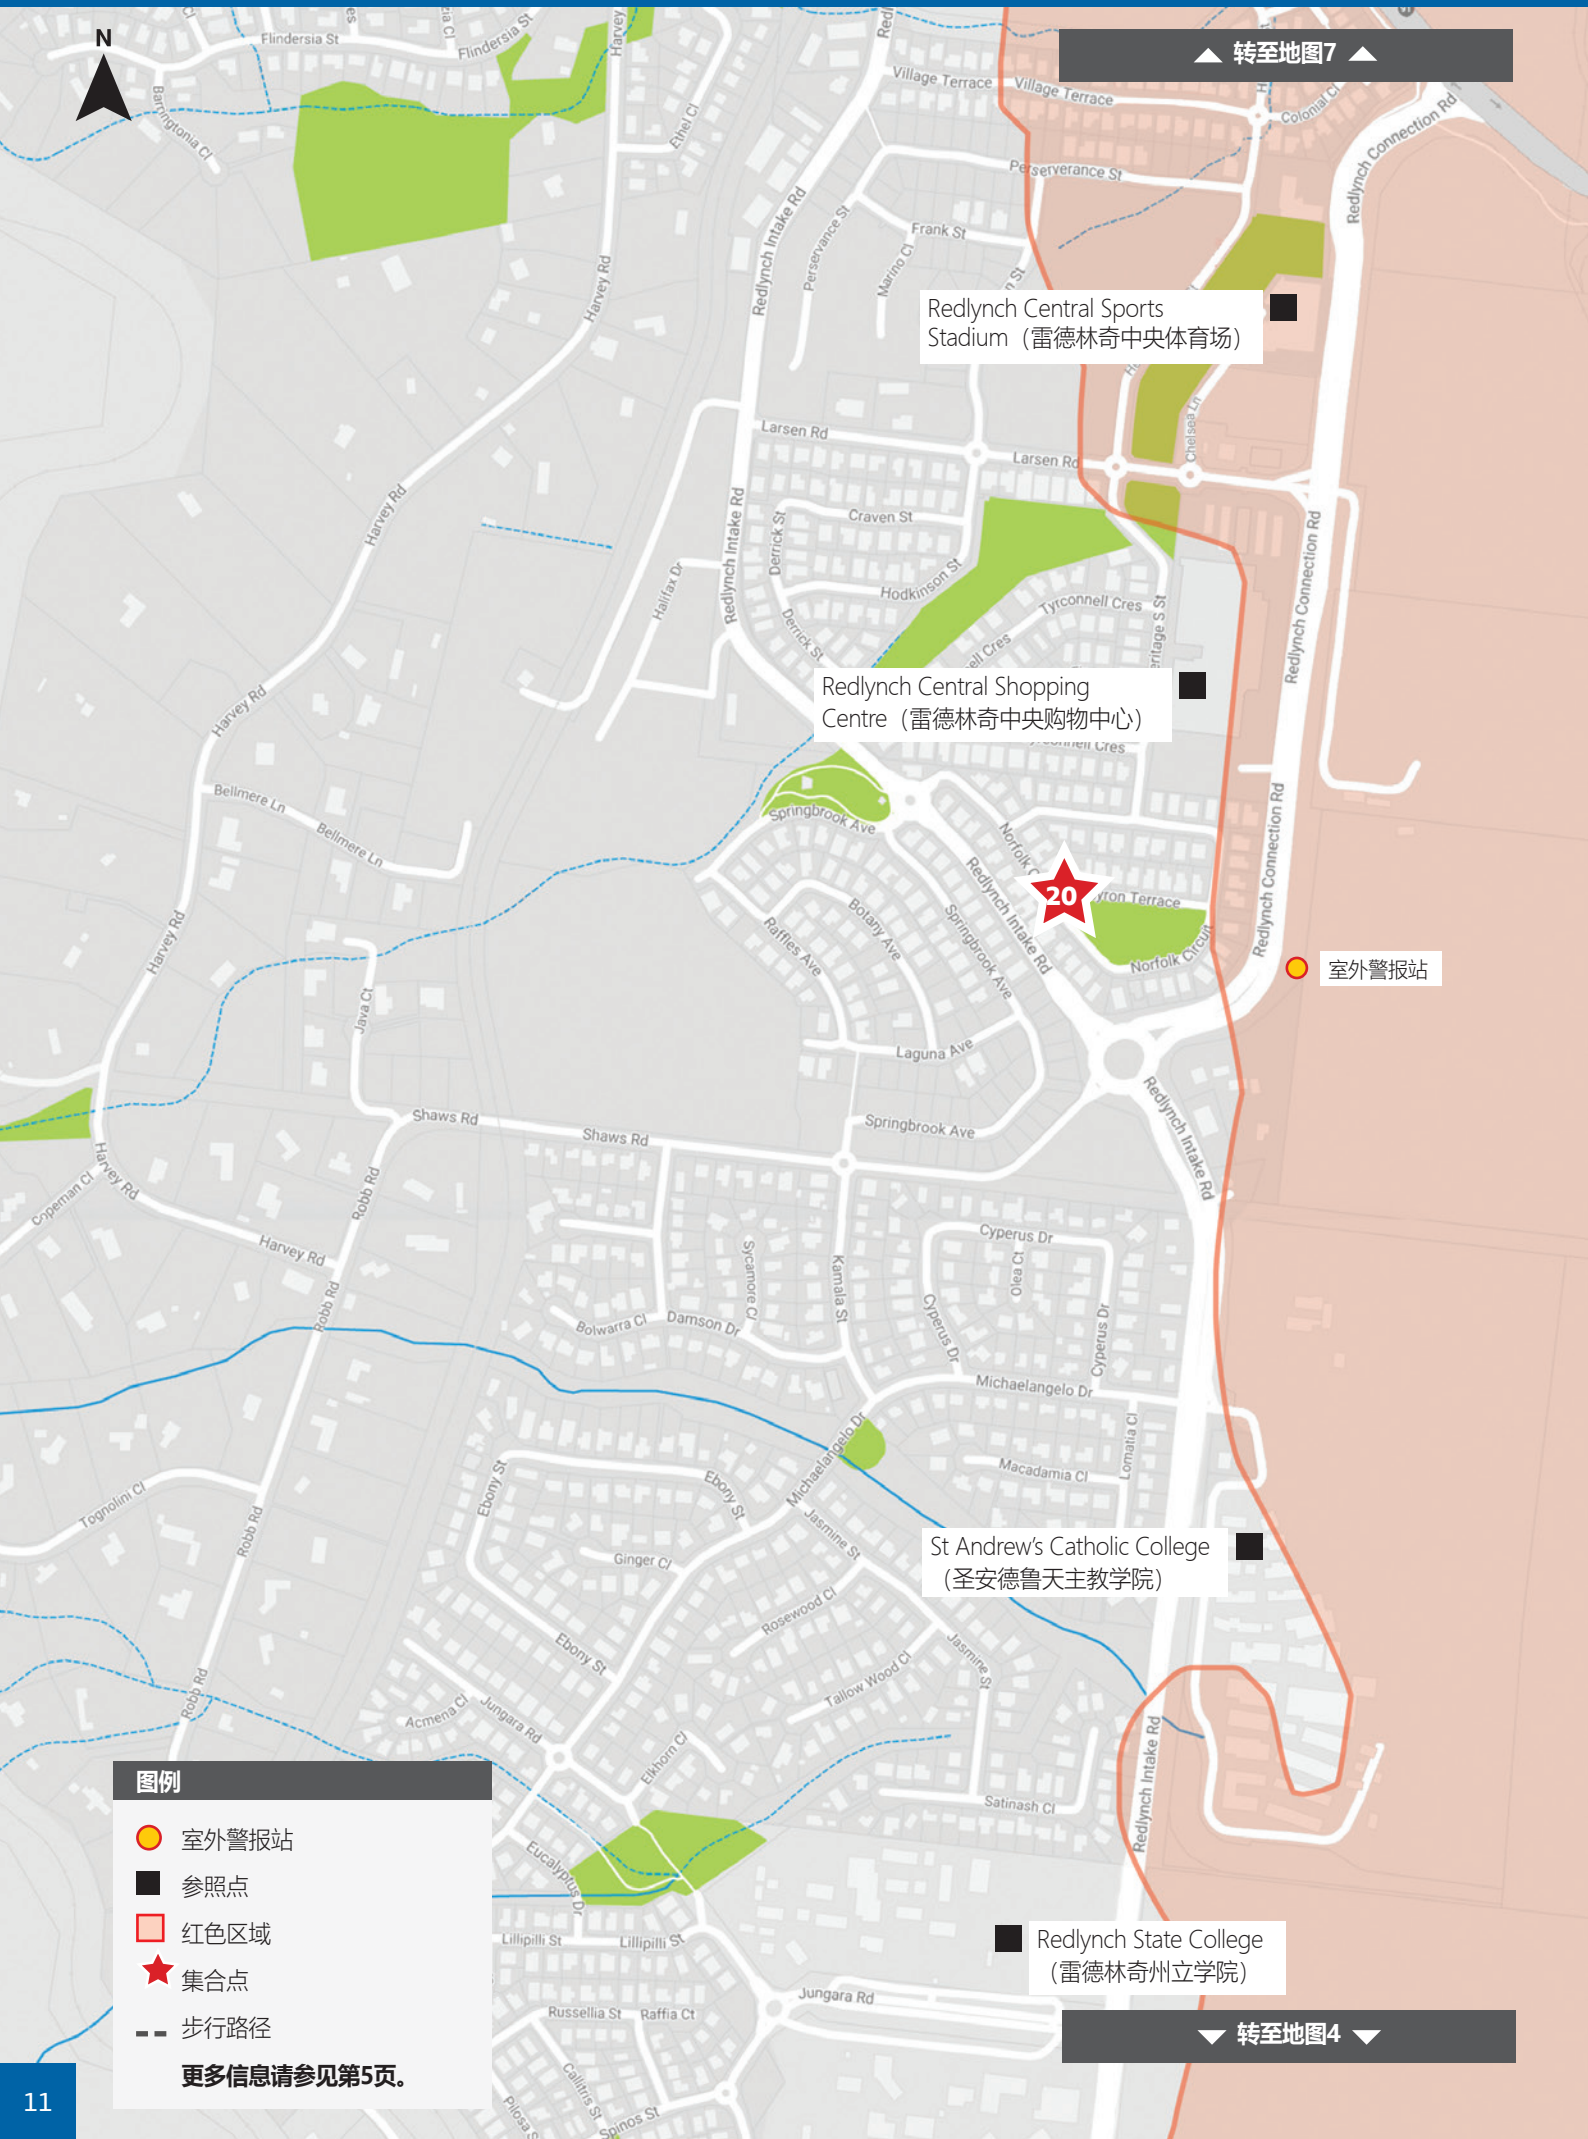 N
转至地图7
Flindersia St
Flindersia St
Harvey
Barringtonia Cl
Ethel Cl
Village Terrace
Village Terrace
Colonial Cl
Redlynch Connection Rd
Perserverance St
Perservance St
Frank St
Marino Cl
Redlynch Intake Rd
Harvey Rd
Redlynch Central Sports
Stadium（雷德林奇中央体育场）
Chelsea Ln
Larsen Rd
Larsen Rd
Harvey Rd
Craven St
Derrick St
Redlynch Intake Rd
Redlynch Connection Rd
Halifax Dr
Hodkinson St
Tyrconnell Cres
Derrick St
Harvey Rd
Redlynch Central Shopping
Centre（雷德林奇中央购物中心）
Bellmere Ln
Bellmere Ln
Springbrook Ave
Redlynch Connection Rd
20
Redlynch Intake Rd
Botany Ave
Raffles Ave
Springbrook Ave
Norfolk Circuit
Harvey Rd
室外警报站
Java Ct
Laguna Ave
Shaws Rd
Shaws Rd
Springbrook Ave
Redlynch Intake Rd
Harvey Rd
Copeman Cl
Robb Rd
Harvey Rd
Cyperus Dr
Olea Ct
Sycamore Cl
Kamala St
Robb Rd
Bolwarra Cl
Damson Dr
Cyperus Dr
Cyperus Dr
Michaelangelo Dr
Michaelangelo Dr
Lomatia Cl
Macadamia Cl
Ebony St
Ebony St
Tognolini Cl
Robb Rd
Jasmine St
Ginger Cl
St Andrew's Catholic College
（圣安德鲁天主教学院）
Rosewood Cl
Ebony St
Jasmine St
Tallow Wood Cl
Robb Rd
Acmena Cl
Jungara Rd
Elkhorn Cl
Redlynch Intake Rd
Satinash Cl
Eucalyptus Dr
Lillipilli St
Lillipilli St
Redlynch State College
（雷德林奇州立学院）
Jungara Rd
Russellia St
Raffia Ct
Callitris St
Spinos St
转至地图4
图例
室外警报站
参照点
红色区域
集合点
步行路径
更多信息请参见第5页。
11